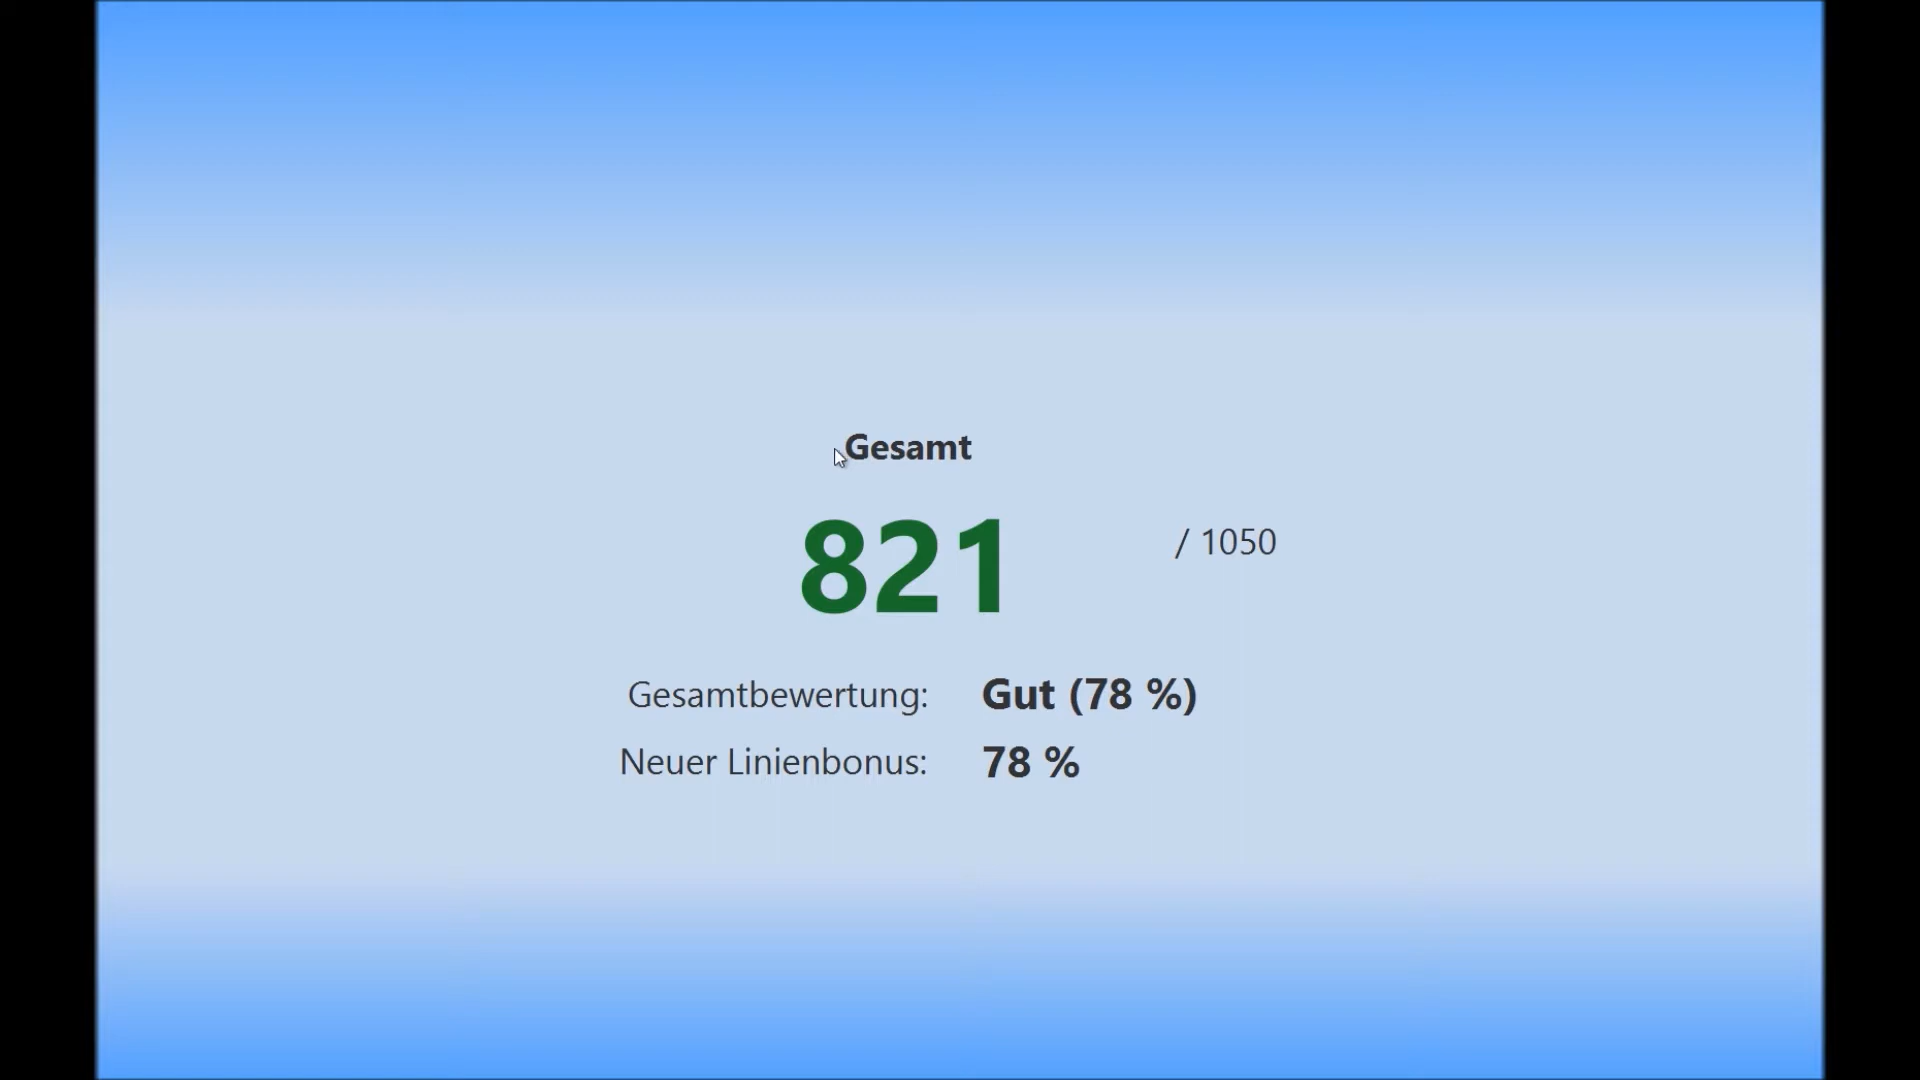 Gesamt
821 / 1050
Gesamtbewertung: Gut (78 %)
Neuer Linienbonus: 78 %